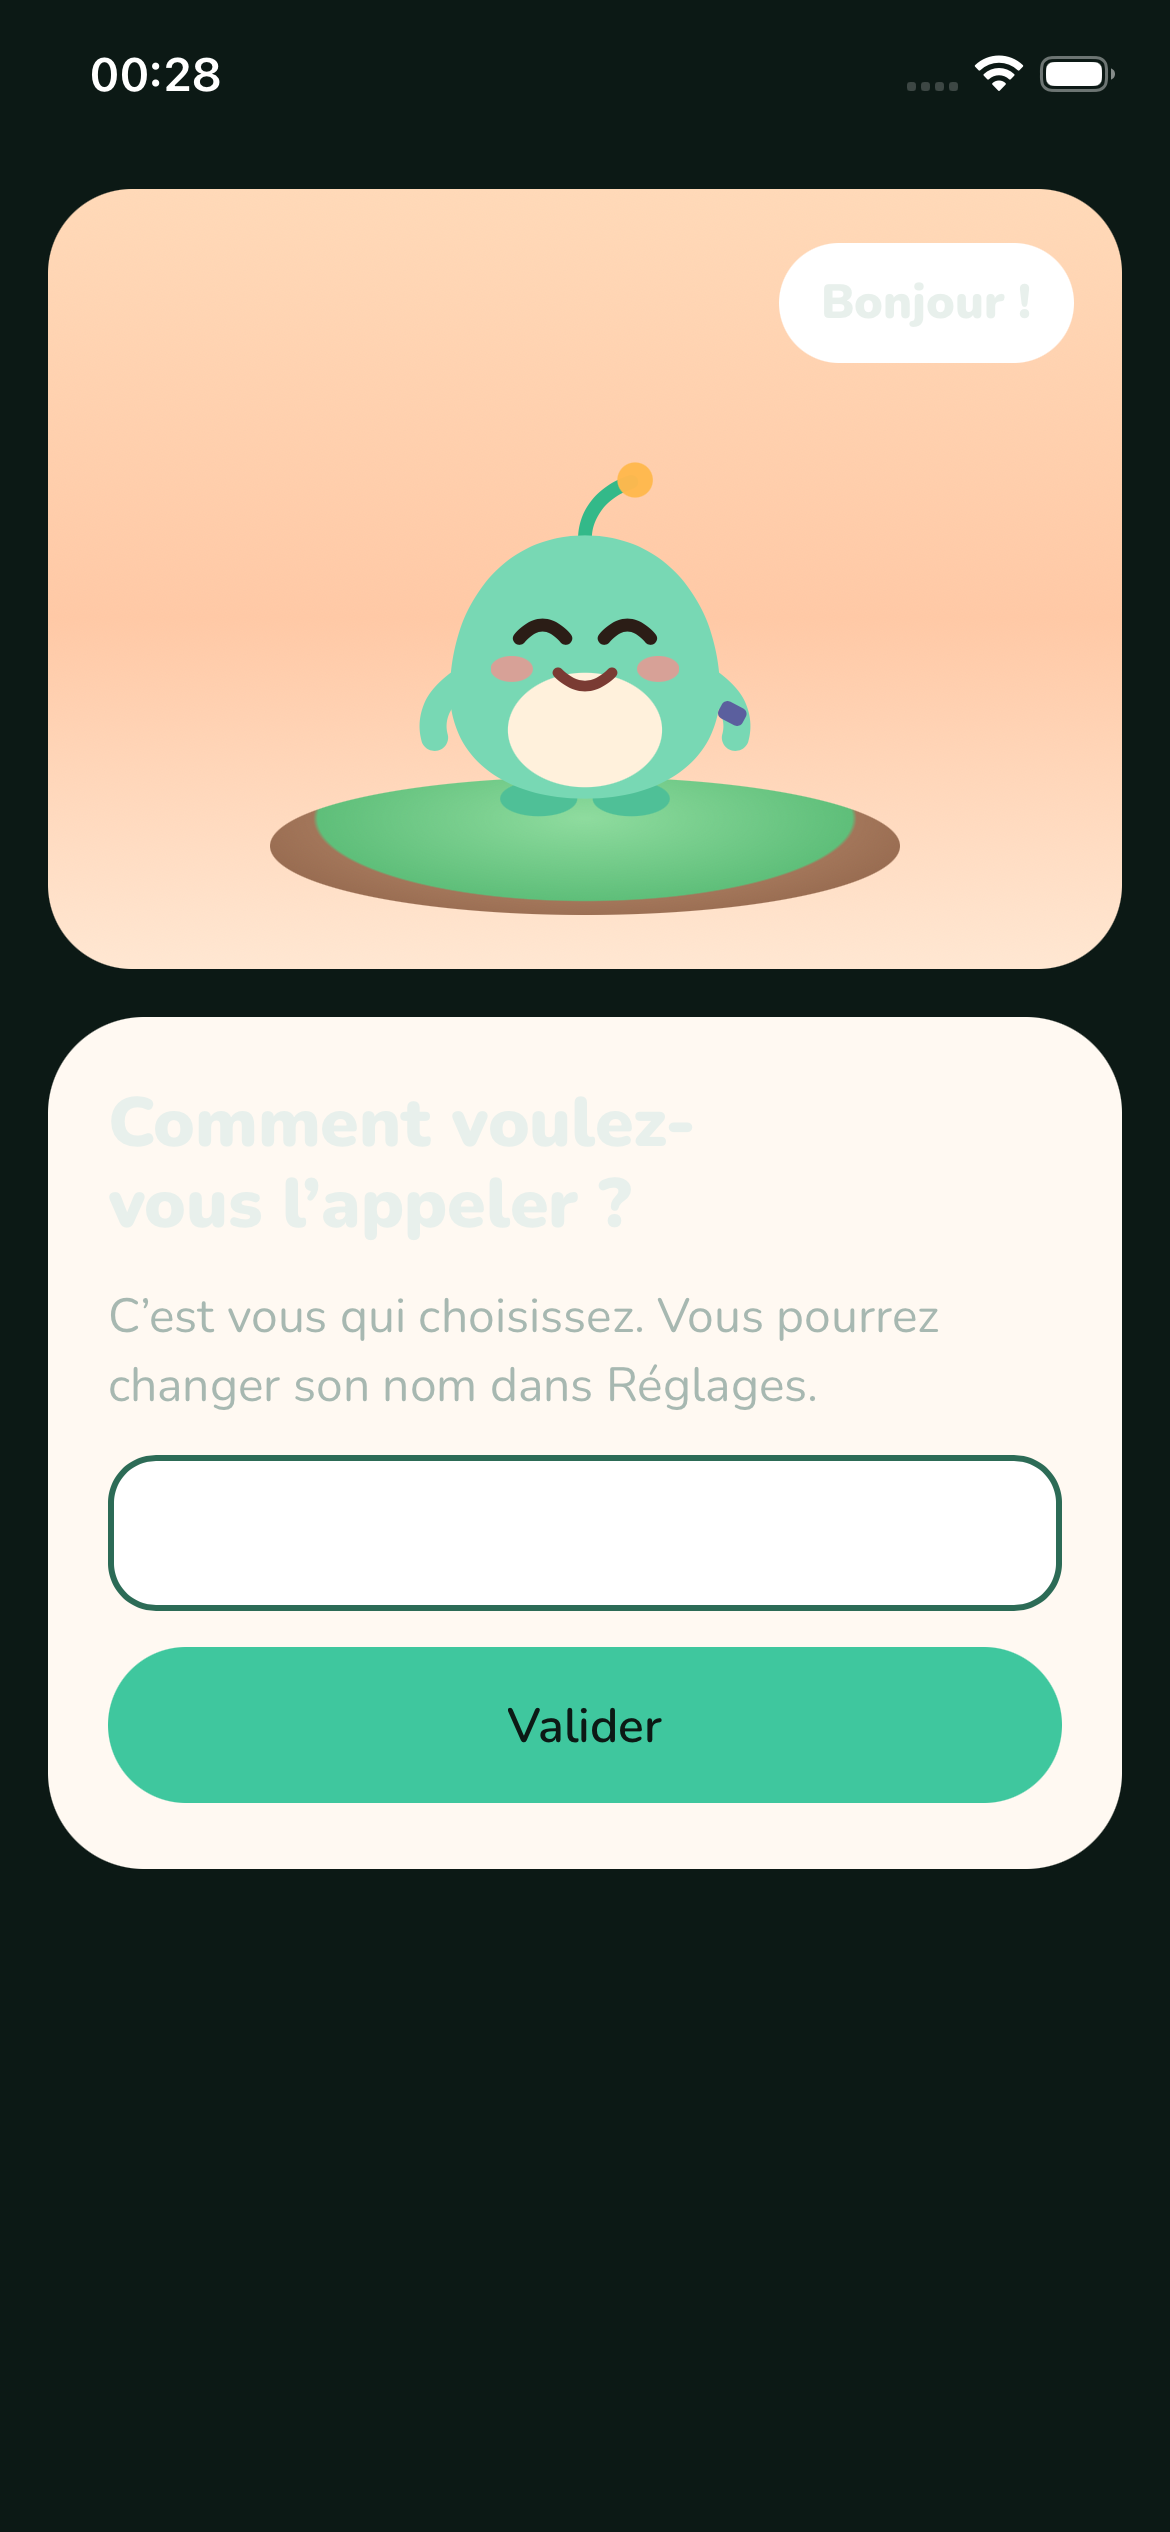 00:28
Bonjour !
Comment voulez-
vous l’appeler ?
C’est vous qui choisissez. Vous pourrez
changer son nom dans Réglages.
Valider